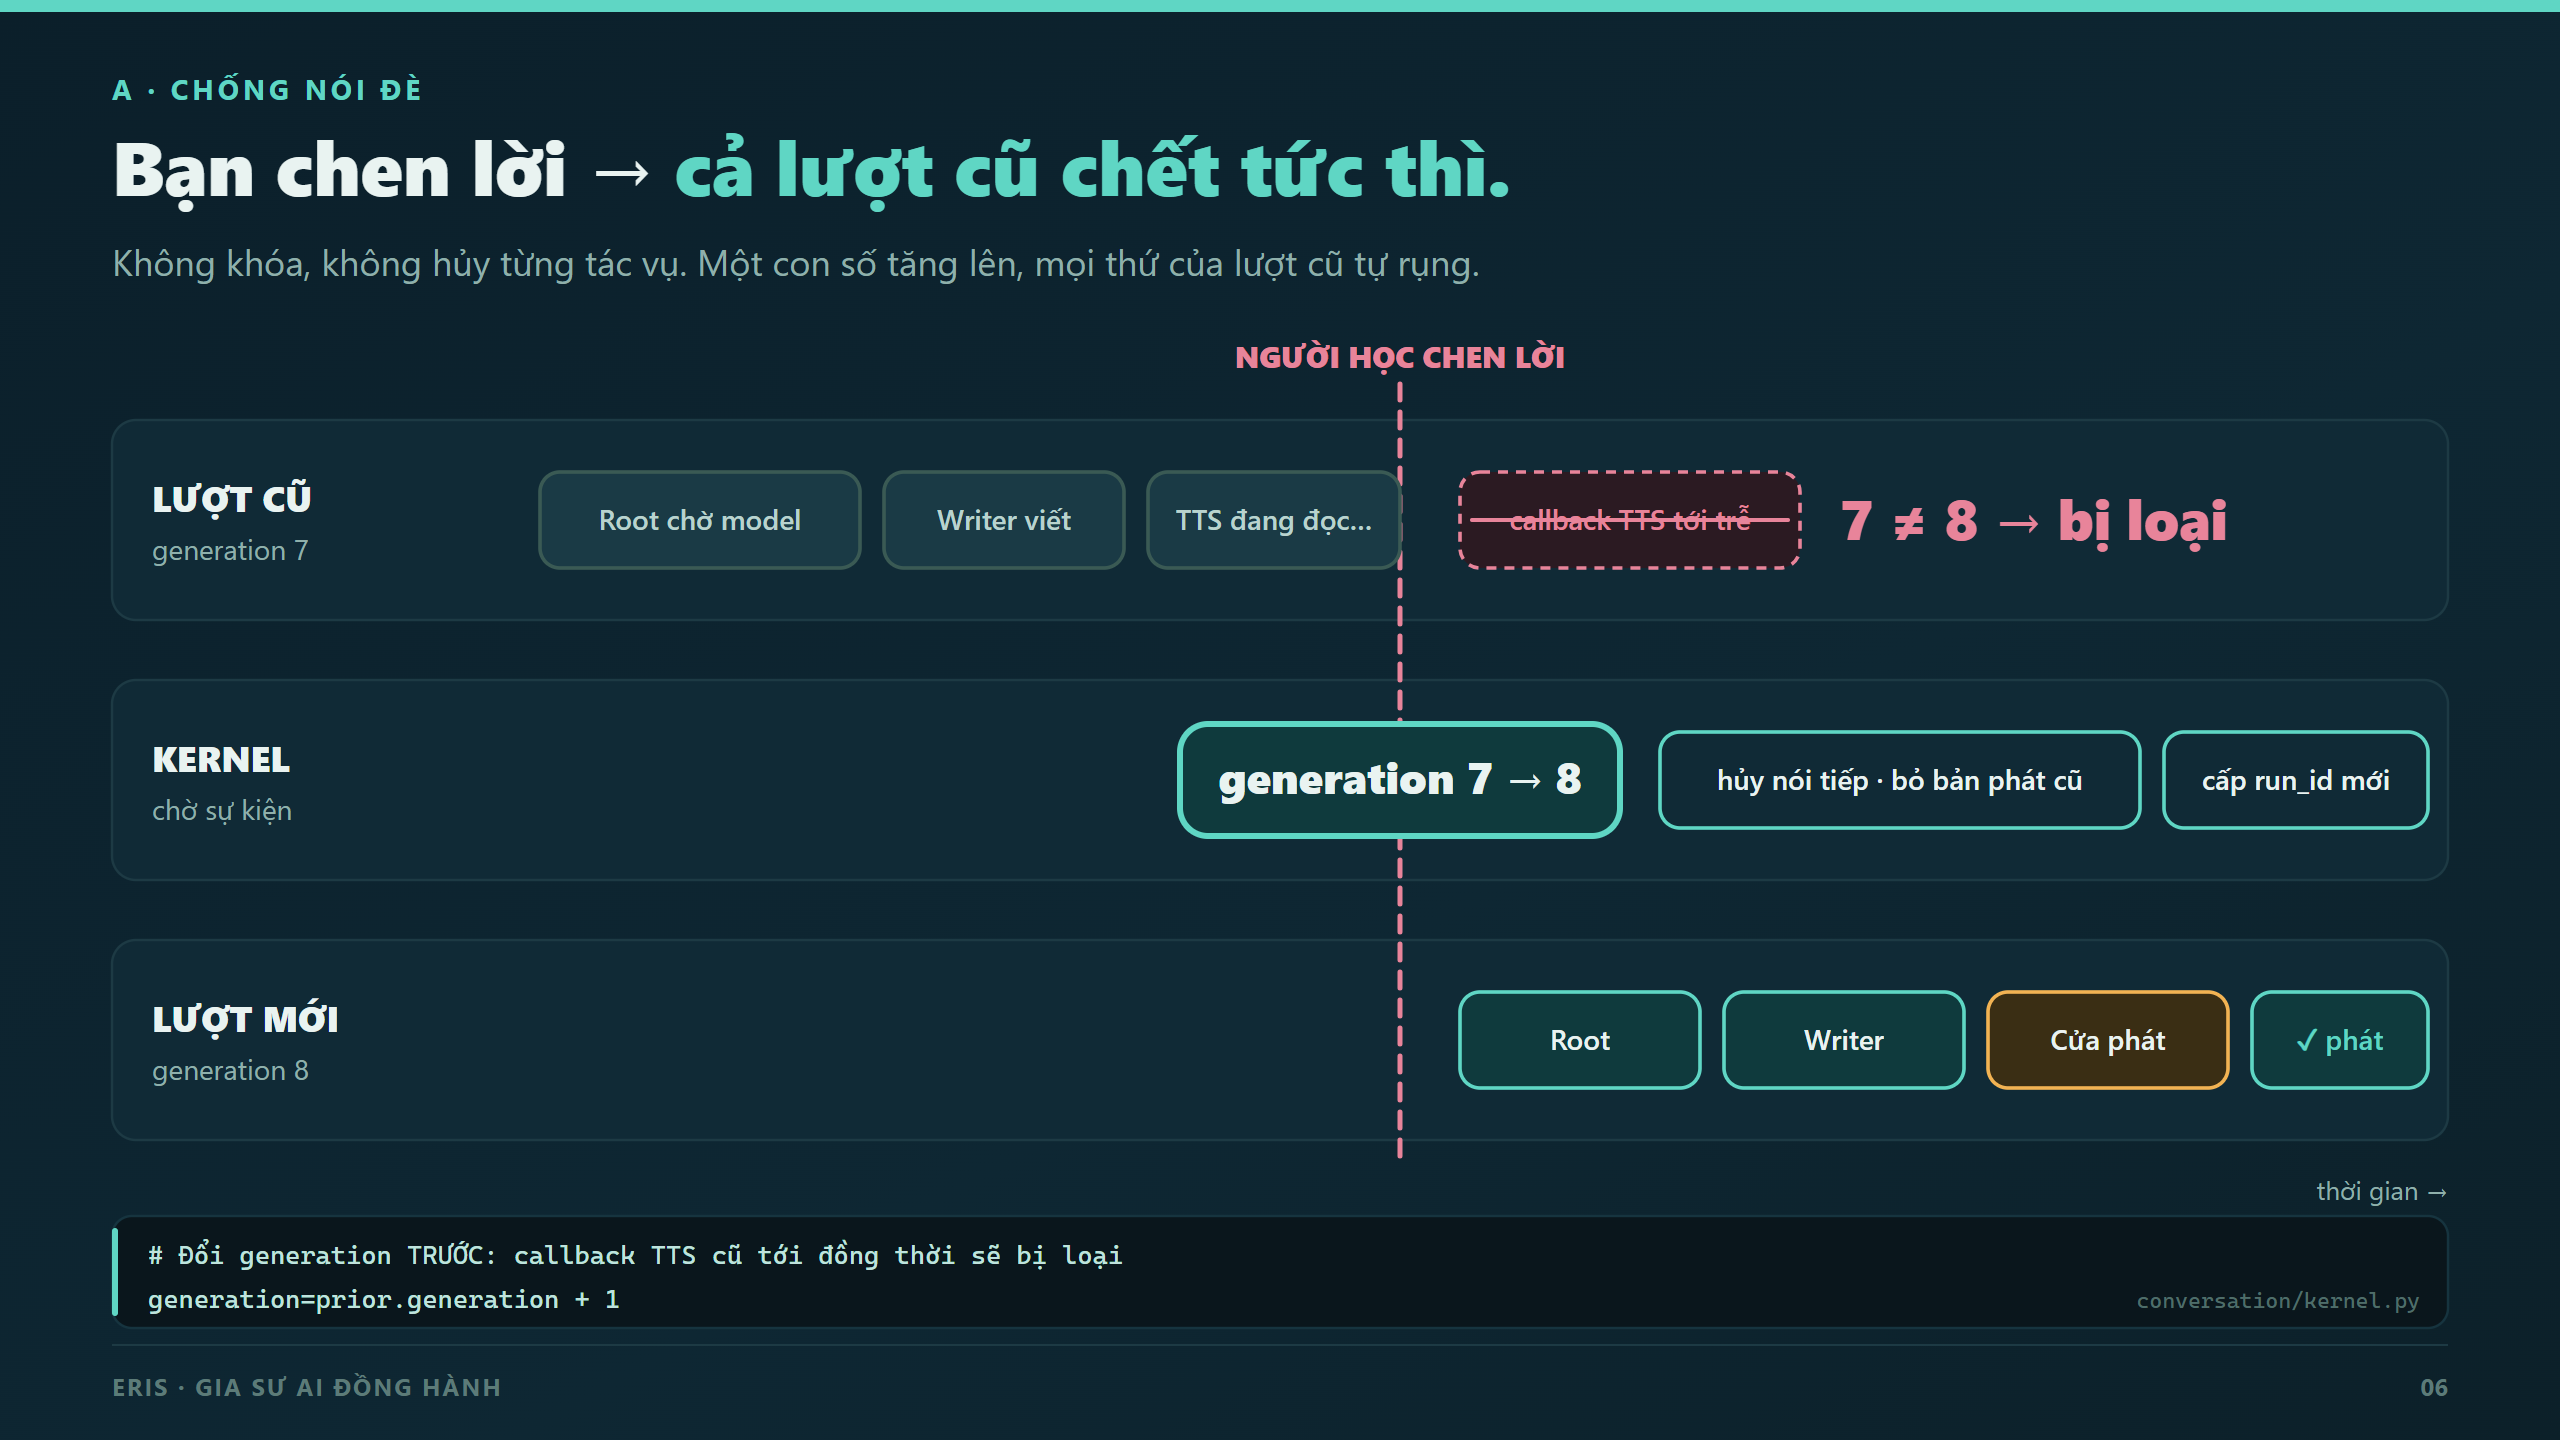 A · CHỐNG NÓI ĐÈ
Bạn chen lời → cả lượt cũ chết tức thì.
Không khóa, không hủy từng tác vụ. Một con số tăng lên, mọi thứ của lượt cũ tự rụng.
NGƯỜI HỌC CHEN LỜI
LƯỢT CŨ
generation 7
Root chờ model
Writer viết
TTS đang đọc...
callback TTS tới trễ
7 ≠ 8 → bị loại
KERNEL
chờ sự kiện
generation 7 → 8
hủy nói tiếp · bỏ bản phát cũ
cấp run_id mới
LƯỢT MỚI
generation 8
Root
Writer
Cửa phát
✓ phát
thời gian →
# Đổi generation TRƯỚC: callback TTS cũ tới đồng thời sẽ bị loại
generation=prior.generation + 1
conversation/kernel.py
ERIS · GIA SƯ AI ĐỒNG HÀNH
06